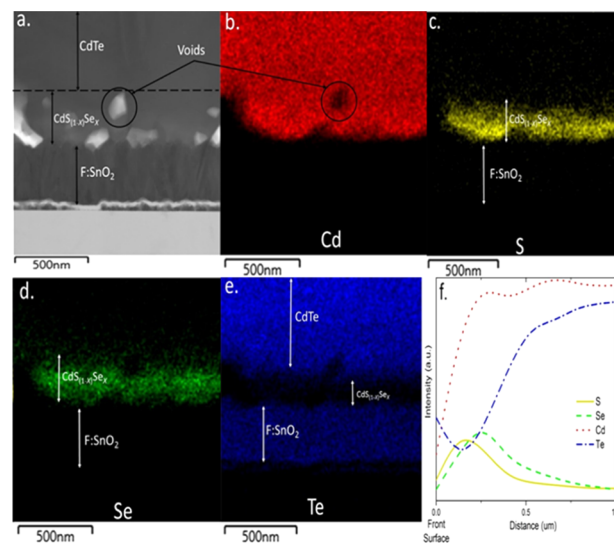 a.
CdTe
Voids
CdS(1-X)SeX
F:SnO2
500nm
b.
Cd
500nm
c.
CdS(1-X)SeX
F:SnO2
S
500nm
d.
CdS(1-X)SeX
F:SnO2
Se
500nm
e.
CdTe
CdS(1-X)SeX
F:SnO2
Te
500nm
f.
Intensity (a.u.)
S
Se
Cd
Te
0 0.5 1
Front
Surface
Distance (um)